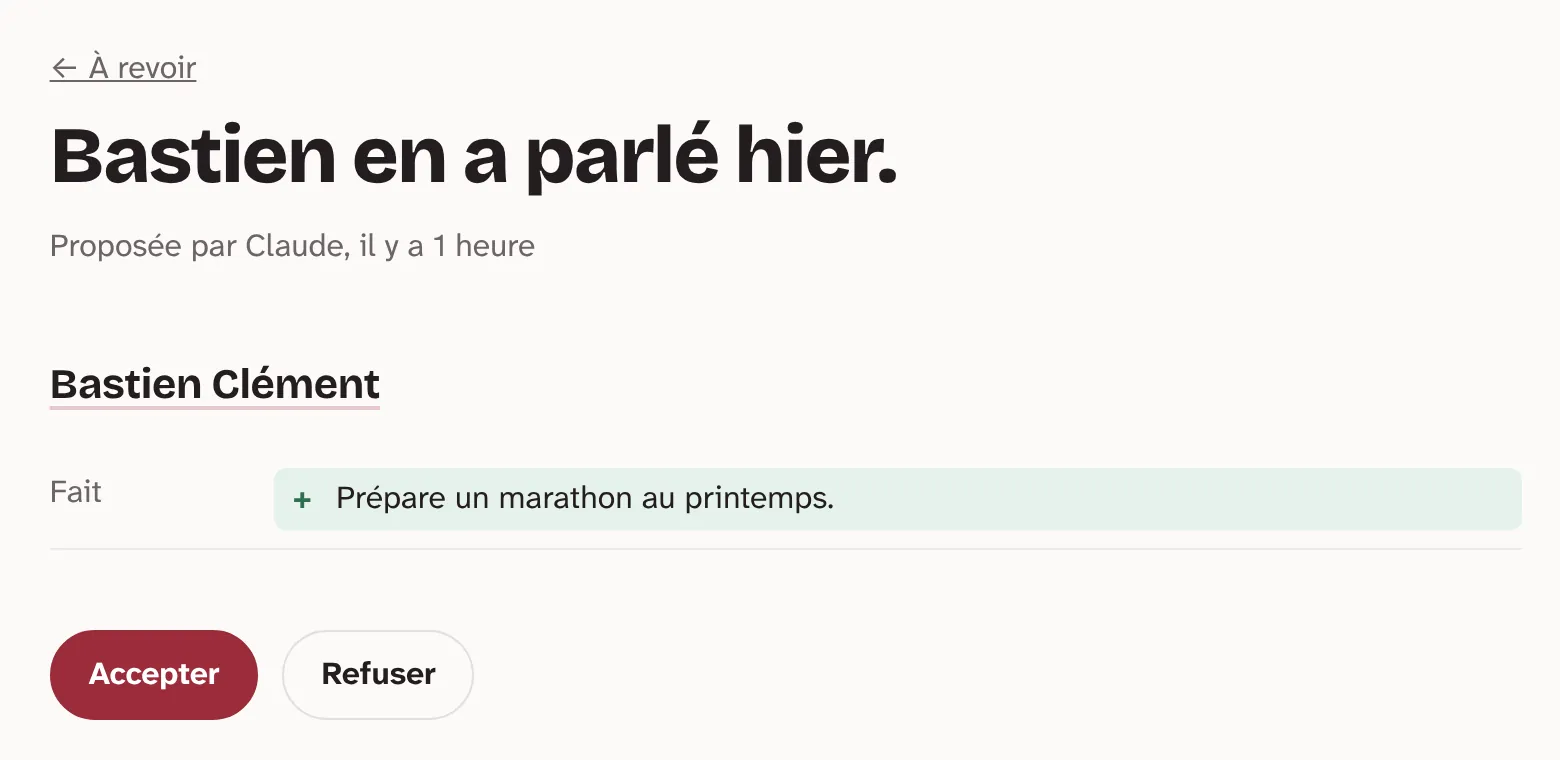 ← À revoir
Bastien en a parlé hier.
Proposée par Claude, il y a 1 heure
Bastien Clément
Fait
+ Prépare un marathon au printemps.
Accepter
Refuser